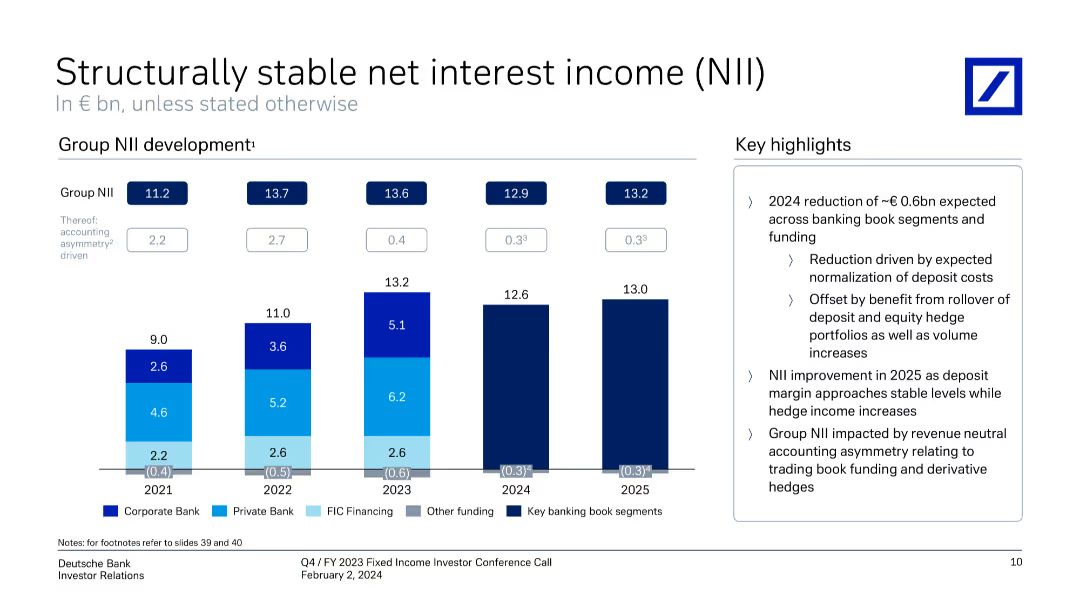 Structurally stable net interest income (NII)
In € bn, unless stated otherwise
Group NII development¹
Group NII
11.2
13.7
13.6
12.9
13.2
Thereof:
accounting
asymmetry²
driven
2.2
2.7
0.4
0.3³
0.3³
9.0
2.6
4.6
2.2
(0.4)
11.0
3.6
5.2
2.6
(0.5)
13.2
5.1
6.2
2.6
(0.6)
12.6
(0.3)⁴
13.0
(0.3)⁴
2021
2022
2023
2024
2025
Corporate Bank
Private Bank
FIC Financing
Other funding
Key banking book segments
Key highlights
〉 2024 reduction of ~€ 0.6bn expected
across banking book segments and
funding
〉 Reduction driven by expected
normalization of deposit costs
〉 Offset by benefit from rollover of
deposit and equity hedge
portfolios as well as volume
increases
〉 NII improvement in 2025 as deposit
margin approaches stable levels while
hedge income increases
〉 Group NII impacted by revenue neutral
accounting asymmetry relating to
trading book funding and derivative
hedges
Notes: for footnotes refer to slides 39 and 40
Deutsche Bank
Investor Relations
Q4 / FY 2023 Fixed Income Investor Conference Call
February 2, 2024
10